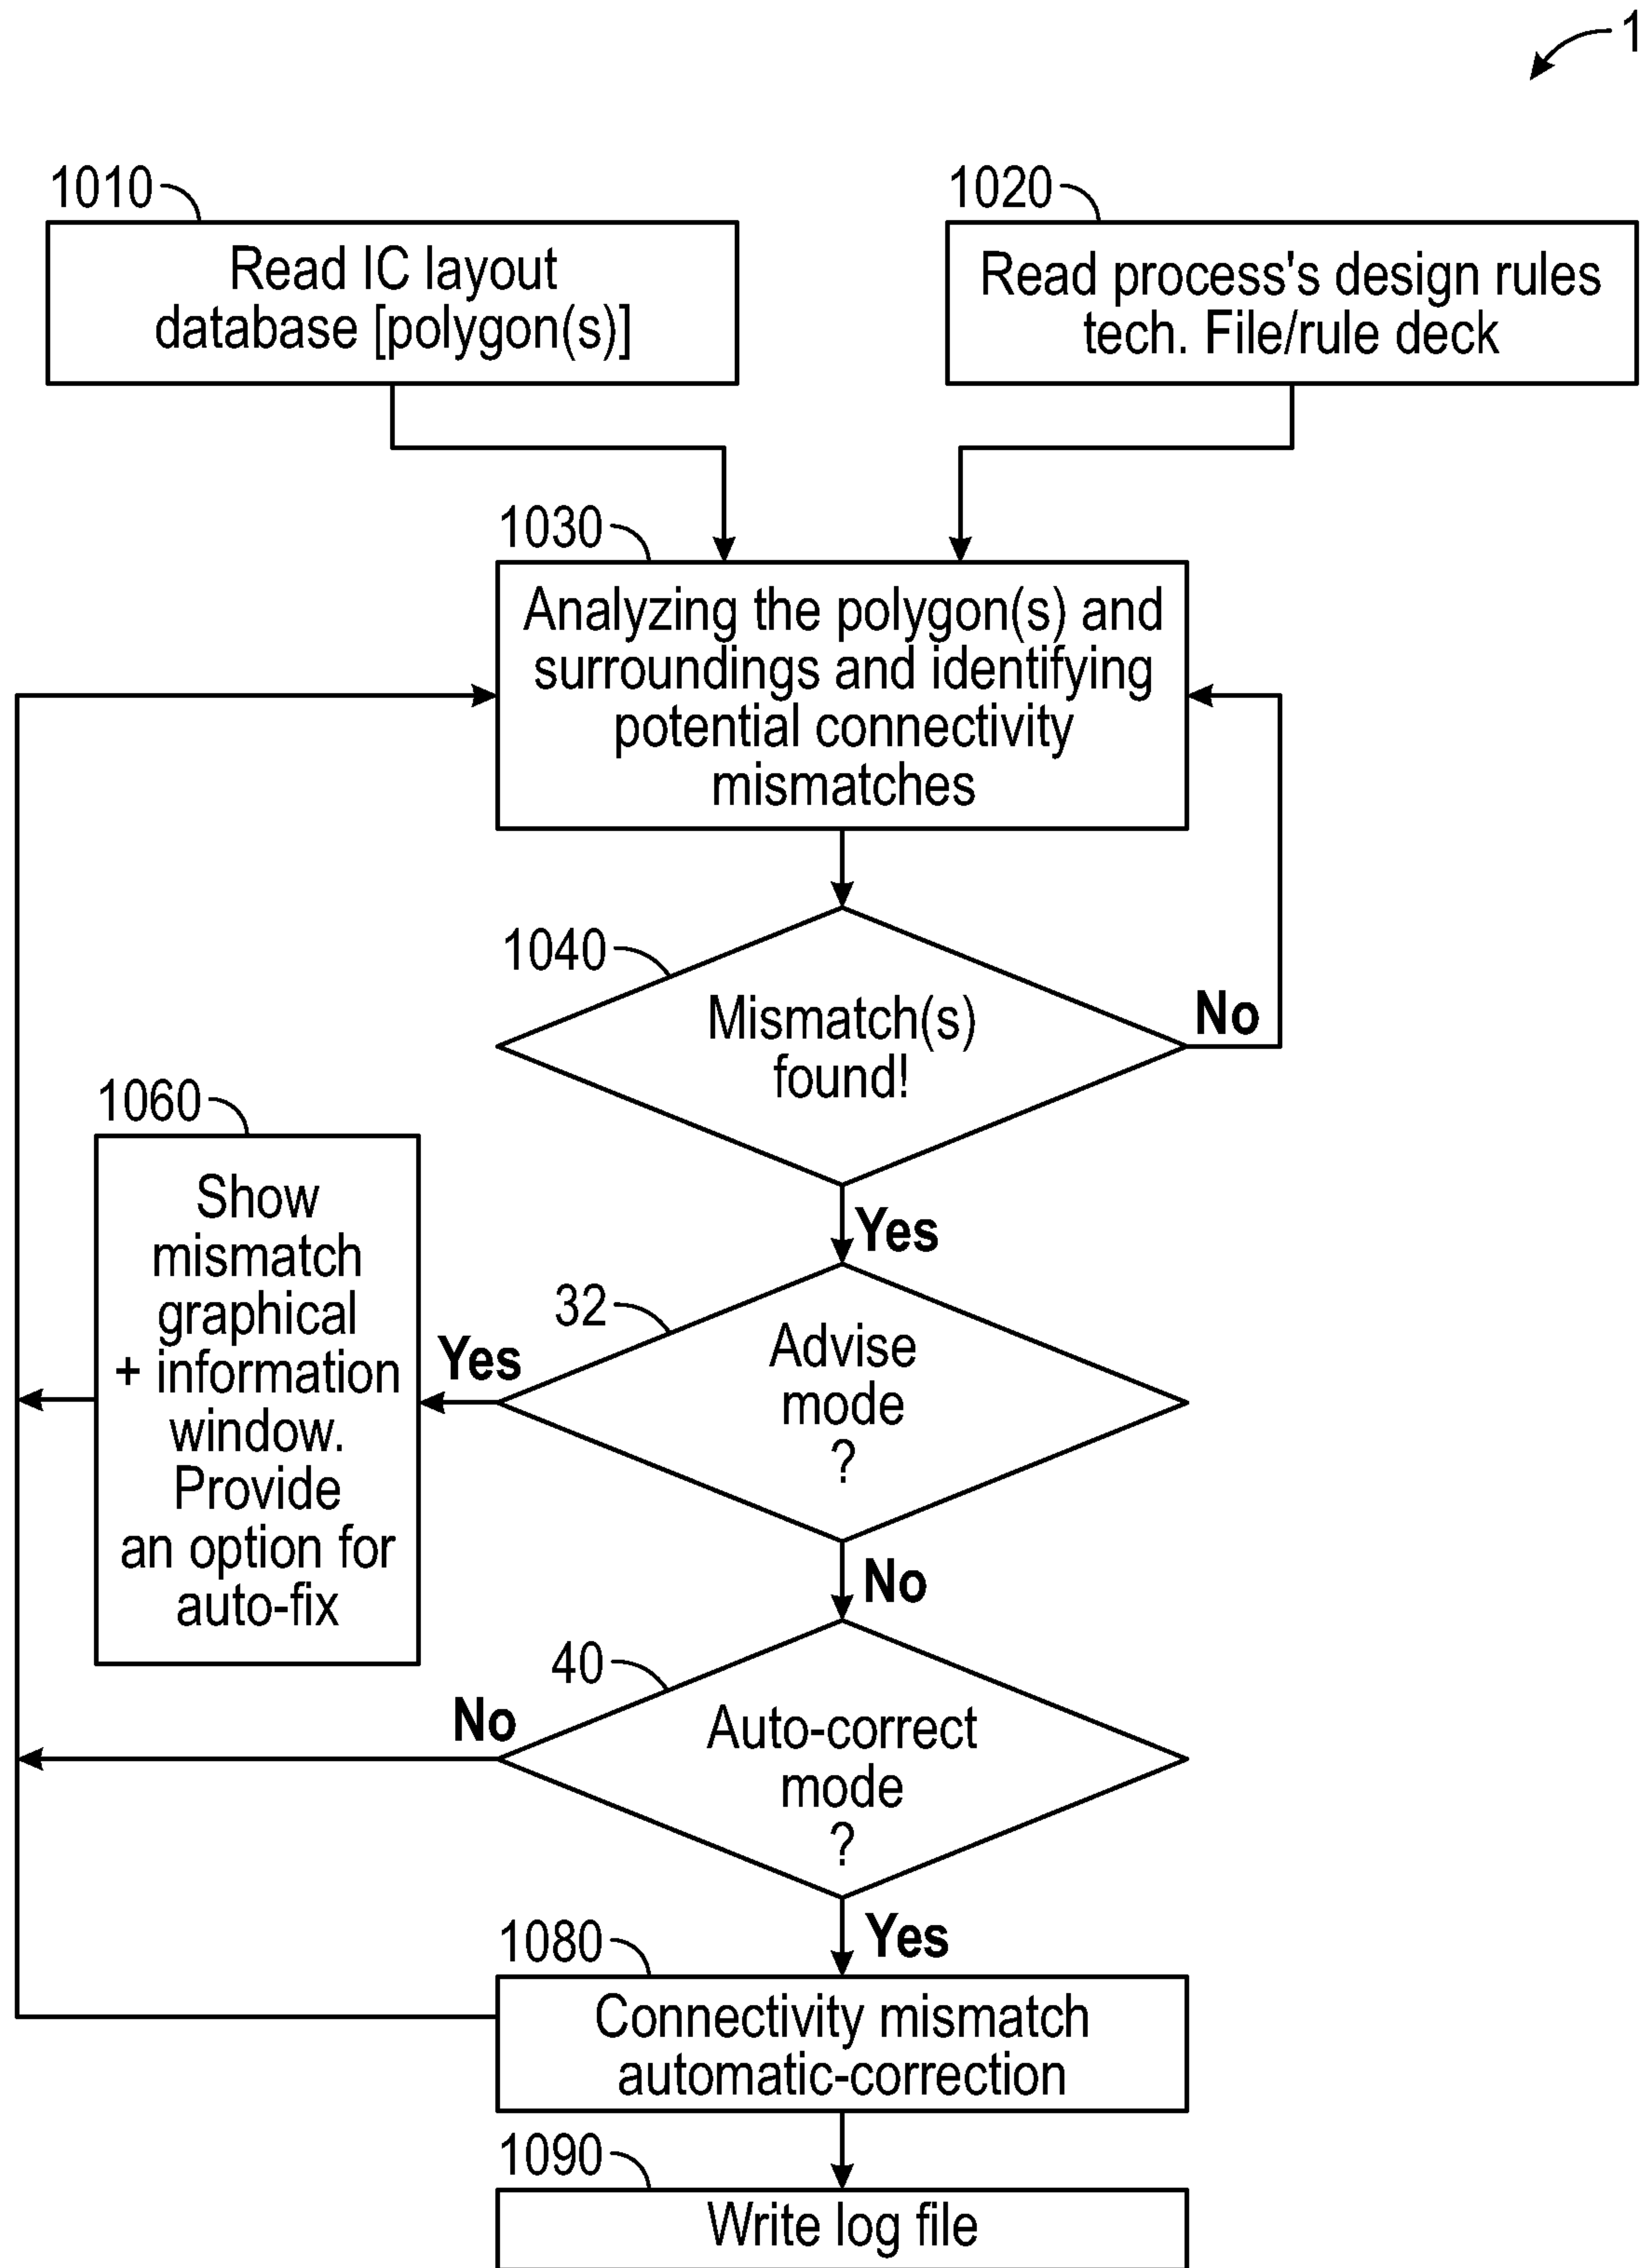 1
1010
Read IC layout
database [polygon(s)]
1020
Read process's design rules
tech. File/rule deck
1030
Analyzing the polygon(s) and
surroundings and identifying
potential connectivity
mismatches
1040
Mismatch(s)
found!
No
Yes
1060
Show
mismatch
graphical
+ information
window.
Provide
an option for
auto-fix
32
Advise
mode
?
Yes
No
40
Auto-correct
mode
?
No
Yes
1080
Connectivity mismatch
automatic-correction
1090
Write log file